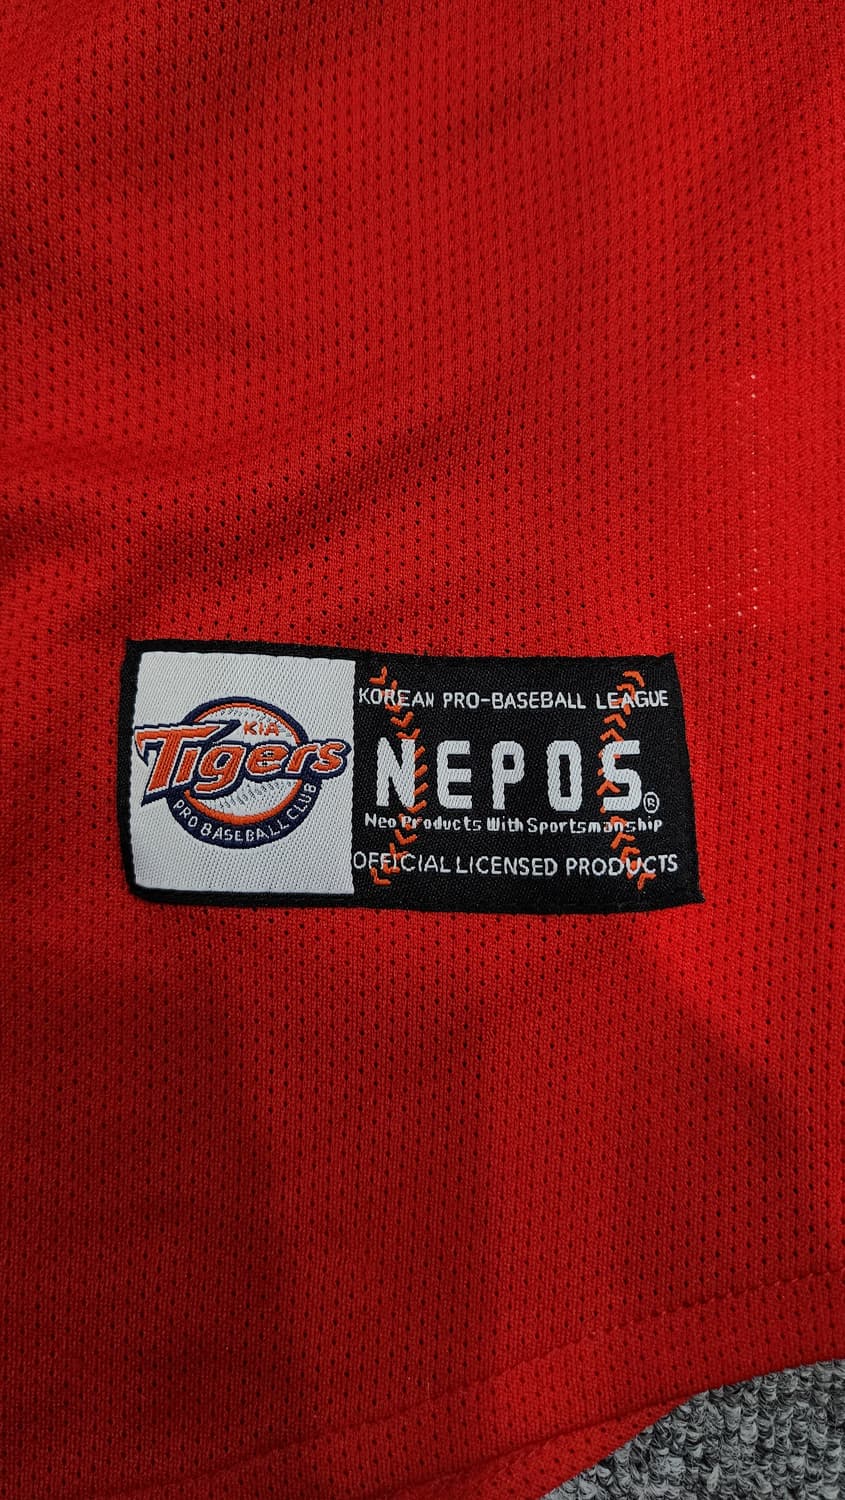 KIA
Tigers
PRO BASEBALL CLUB
KOREAN PRO-BASEBALL LEAGUE
NEPOS®
Neo Products With Sportsmanship
OFFICIAL LICENSED PRODUCTS